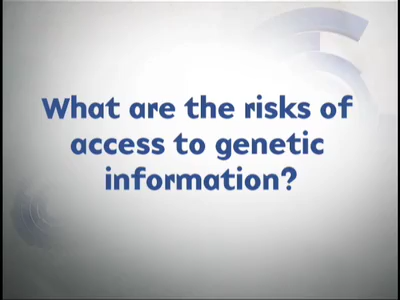 What are the risks of
access to genetic
information?